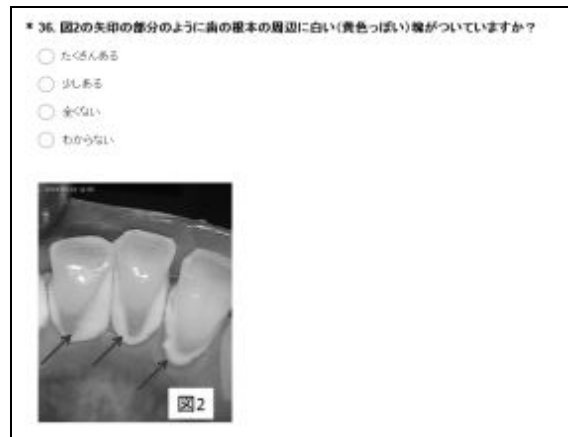 * 36. 図2の矢印の部分のように歯の根本の周辺に白い(黄色っぽい)塊がついていますか？
たくさんある
少しある
全くない
わからない
図2